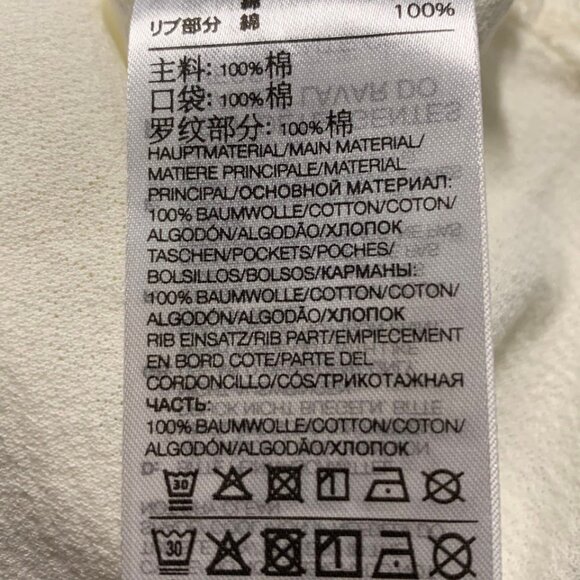 綿
リブ部分 綿 100%
主料: 100%棉
口袋: 100%棉
罗纹部分: 100%棉
HAUPTMATERIAL/MAIN MATERIAL/
MATIERE PRINCIPALE/MATERIAL
PRINCIPAL/ОСНОВНОЙ МАТЕРИАЛ:
100% BAUMWOLLE/COTTON/COTON/
ALGODÓN/ALGODÃO/ХЛОПОК
TASCHEN/POCKETS/POCHES/
BOLSILLOS/BOLSOS/КАРМАНЫ:
100% BAUMWOLLE/COTTON/COTON/
ALGODÓN/ALGODÃO/ХЛОПОК
RIB EINSATZ/RIB PART/EMPIECEMENT
EN BORD COTE/PARTE DEL
CORDONCILLO/CÓS/ТРИКОТАЖНАЯ
ЧАСТЬ:
100% BAUMWOLLE/COTTON/COTON/
ALGODÓN/ALGODÃO/ХЛОПОК
30
30